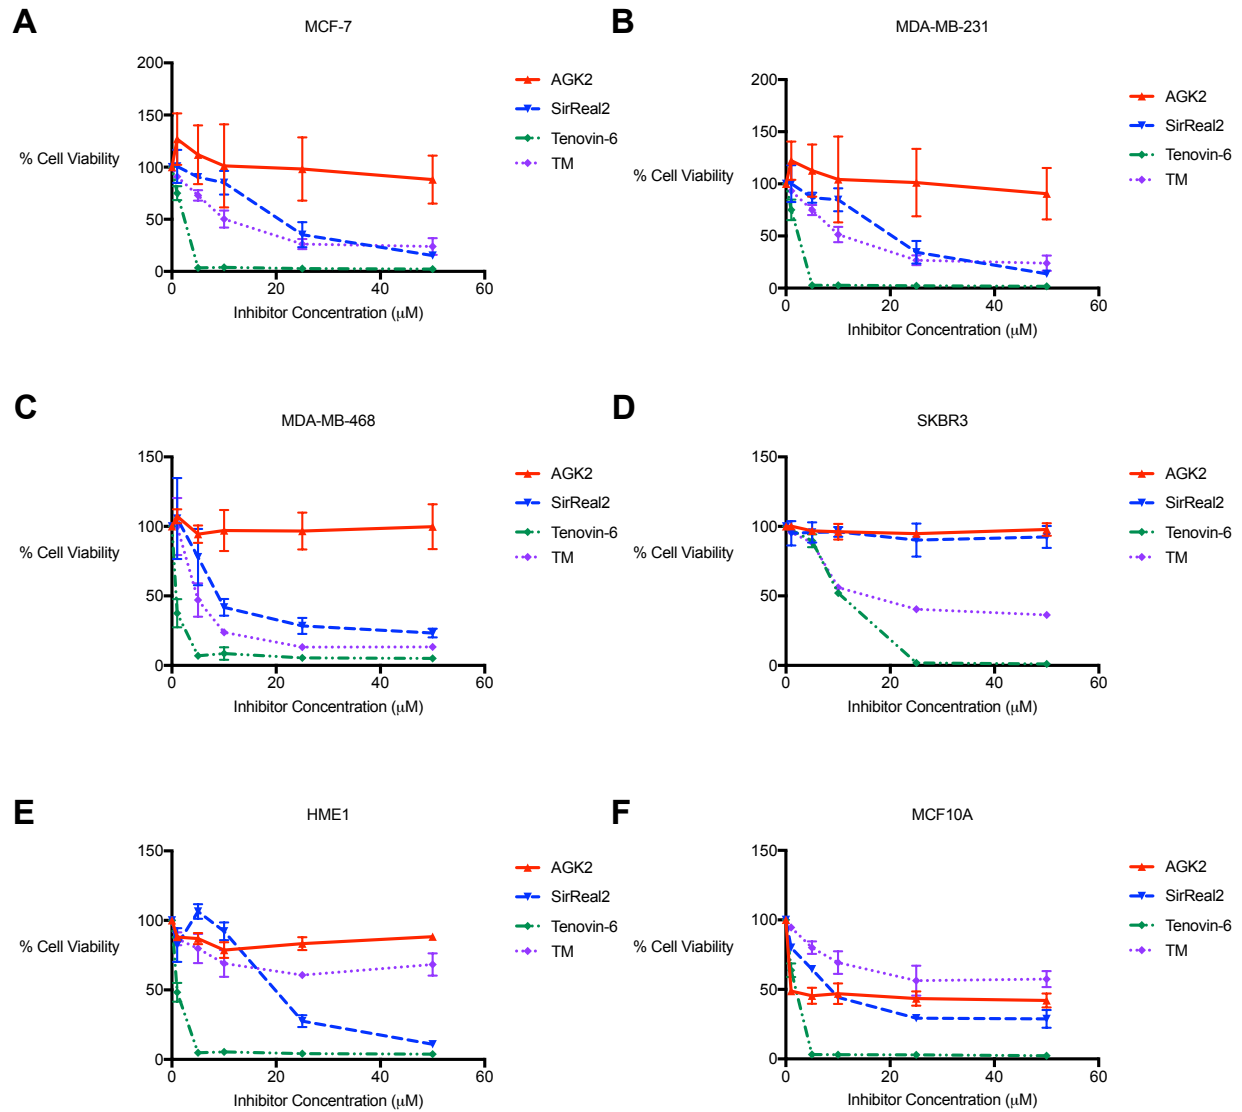 A
MCF-7
200
150
% Cell Viability
100
50
0
0
20
40
60
Inhibitor Concentration (μM)
AGK2
SirReal2
Tenovin-6
TM
B
MDA-MB-231
200
150
% Cell Viability
100
50
0
0
20
40
60
Inhibitor Concentration (μM)
AGK2
SirReal2
Tenovin-6
TM
C
MDA-MB-468
150
100
% Cell Viability
50
0
0
20
40
60
Inhibitor Concentration (μM)
AGK2
SirReal2
Tenovin-6
TM
D
SKBR3
150
100
% Cell Viability
50
0
0
20
40
60
Inhibitor Concentration (μM)
AGK2
SirReal2
Tenovin-6
TM
E
HME1
150
100
% Cell Viability
50
0
0
20
40
60
Inhibitor Concentration (μM)
AGK2
SirReal2
Tenovin-6
TM
F
MCF10A
150
100
% Cell Viability
50
0
0
20
40
60
Inhibitor Concentration (μM)
AGK2
SirReal2
Tenovin-6
TM